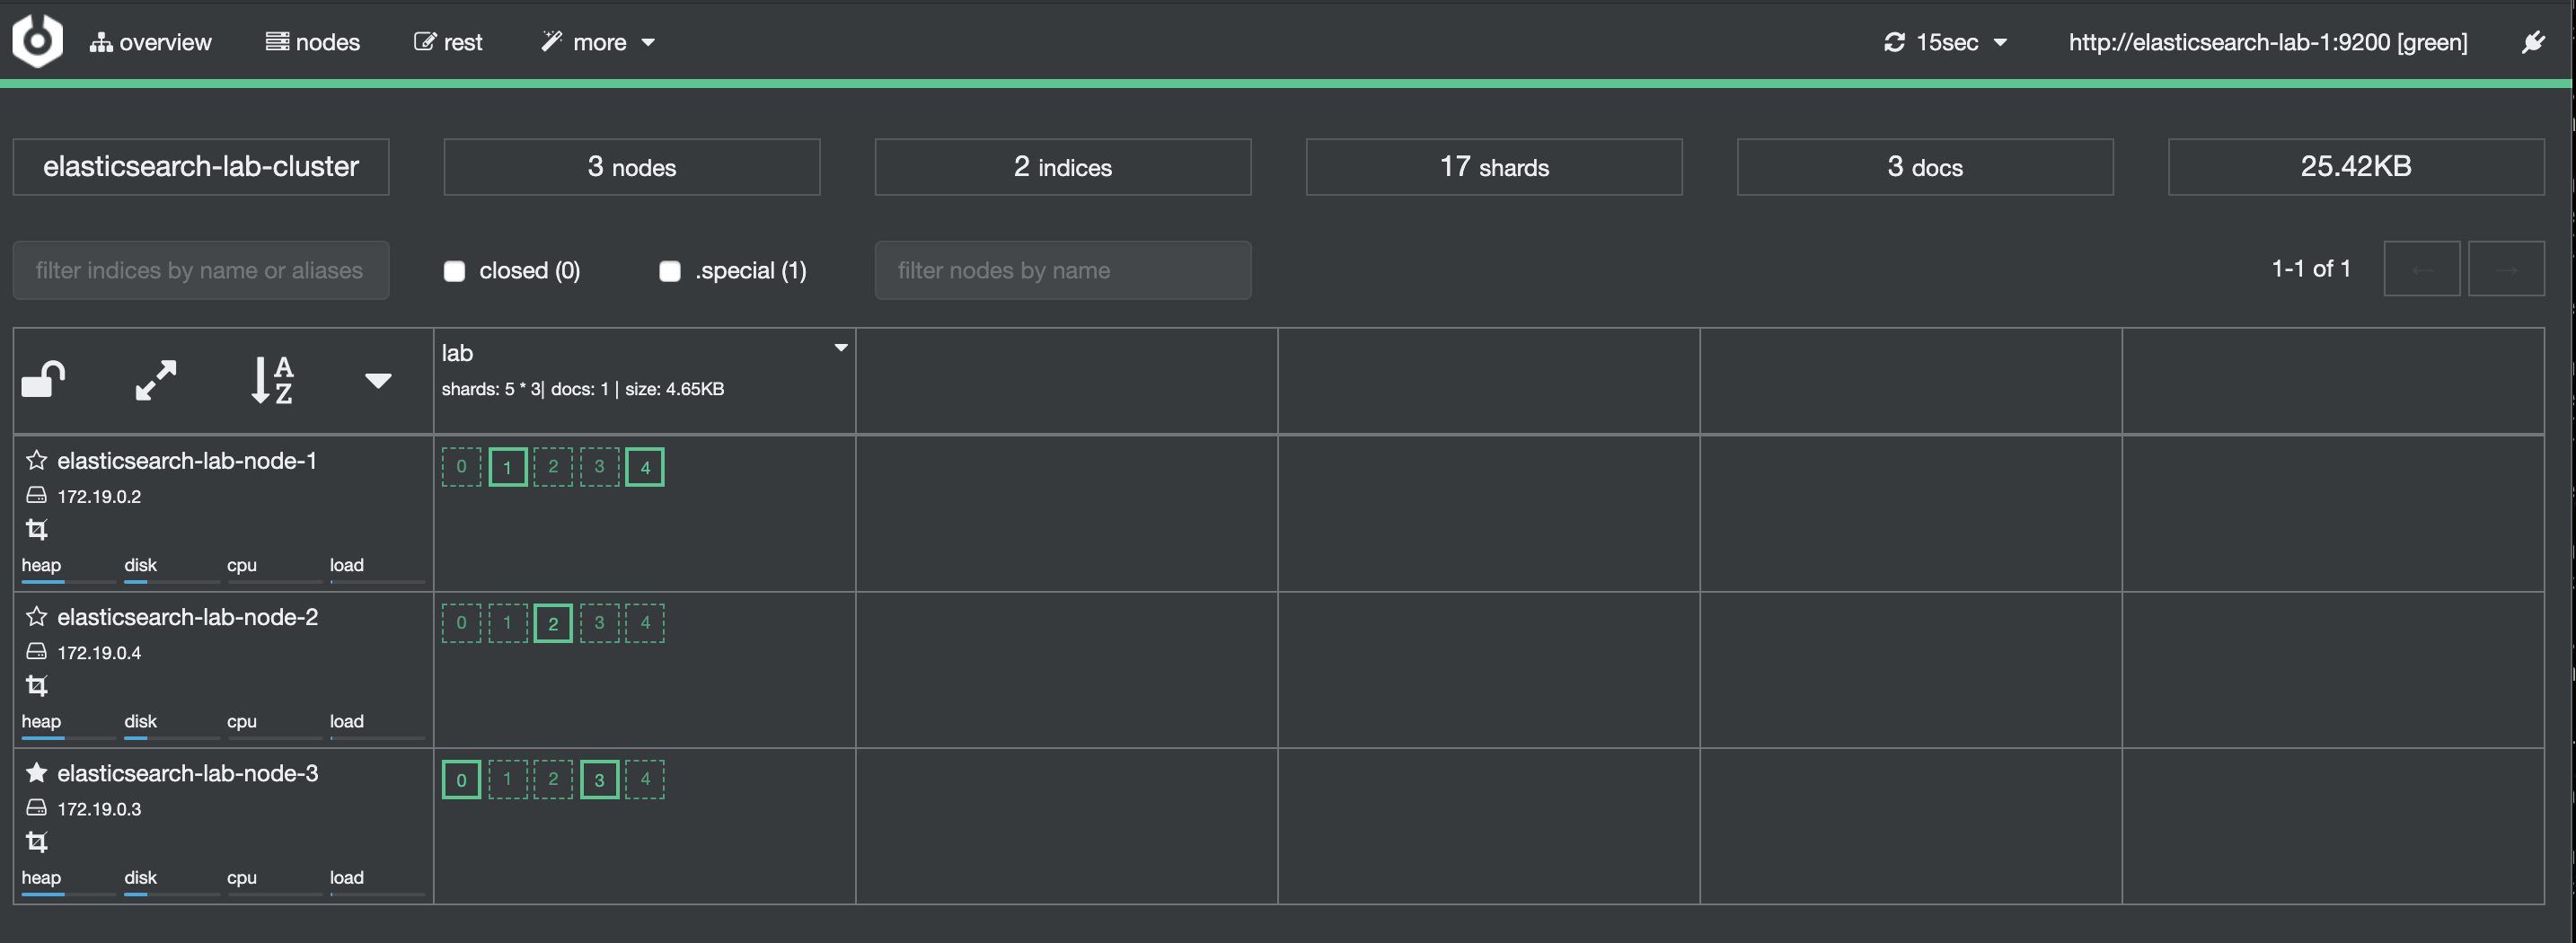 overview nodes rest more 15sec http://elasticsearch-lab-1:9200 [green]
elasticsearch-lab-cluster 3 nodes 2 indices 17 shards 3 docs 25.42KB
filter indices by name or aliases closed (0) .special (1) filter nodes by name 1-1 of 1 ← →
A
Z
lab
shards: 5 * 3| docs: 1 | size: 4.65KB
elasticsearch-lab-node-1 0 1 2 3 4
172.19.0.2
heap disk cpu load
elasticsearch-lab-node-2 0 1 2 3 4
172.19.0.4
heap disk cpu load
elasticsearch-lab-node-3 0 1 2 3 4
172.19.0.3
heap disk cpu load